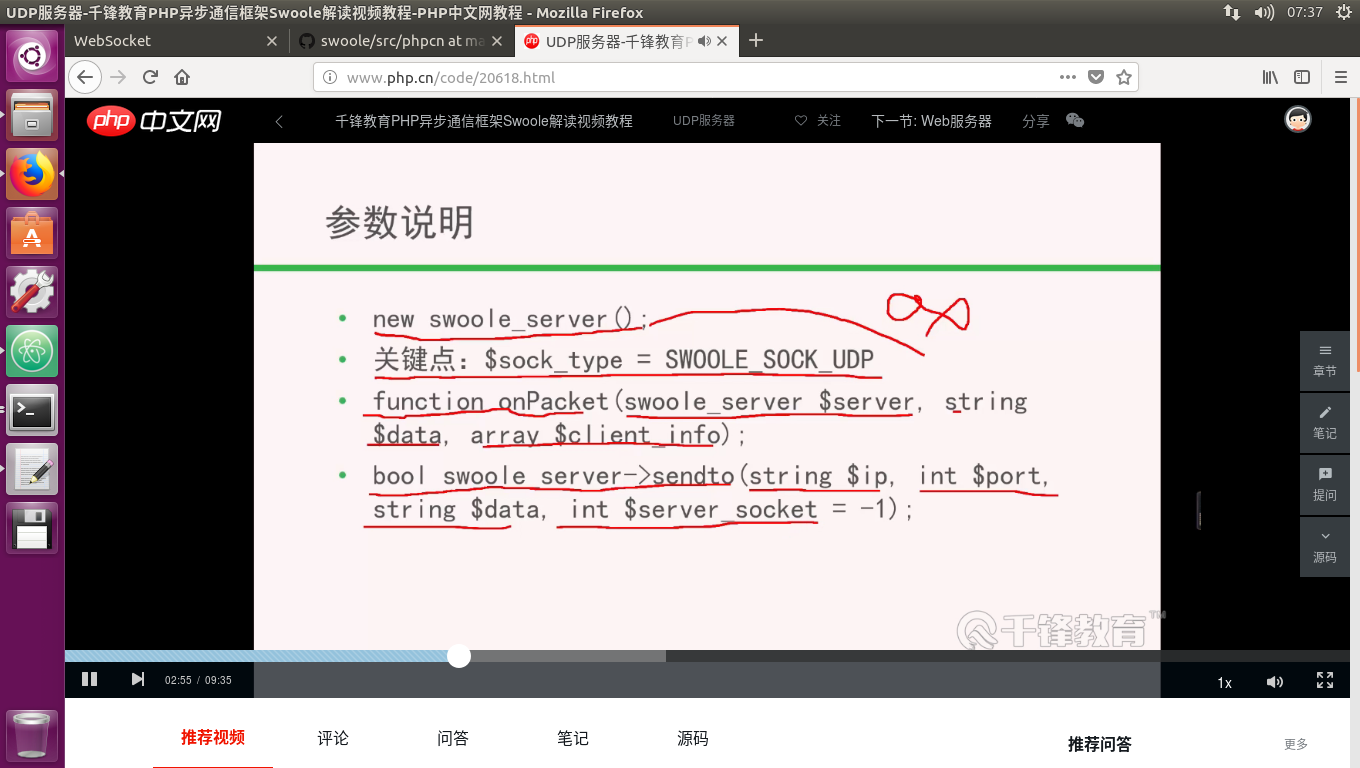 UDP服务器-千锋教育PHP异步通信框架Swoole解读视频教程-PHP中文网教程 - Mozilla Firefox
07:37
WebSocket
swoole/src/phpcn at ma
UDP服务器-千锋教育P
www.php.cn/code/20618.html
php 中文网
千锋教育PHP异步通信框架Swoole解读视频教程
UDP服务器
关注
下一节: Web服务器
分享
参数说明
• new swoole_server();
• 关键点: $sock_type = SWOOLE_SOCK_UDP
• function onPacket(swoole_server $server, string
$data, array $client_info);
• bool swoole_server->sendto(string $ip, int $port,
string $data, int $server_socket = -1);
章节
笔记
提问
源码
千锋教育™
02:55 / 09:35
1x
推荐视频
评论
问答
笔记
源码
推荐问答
更多